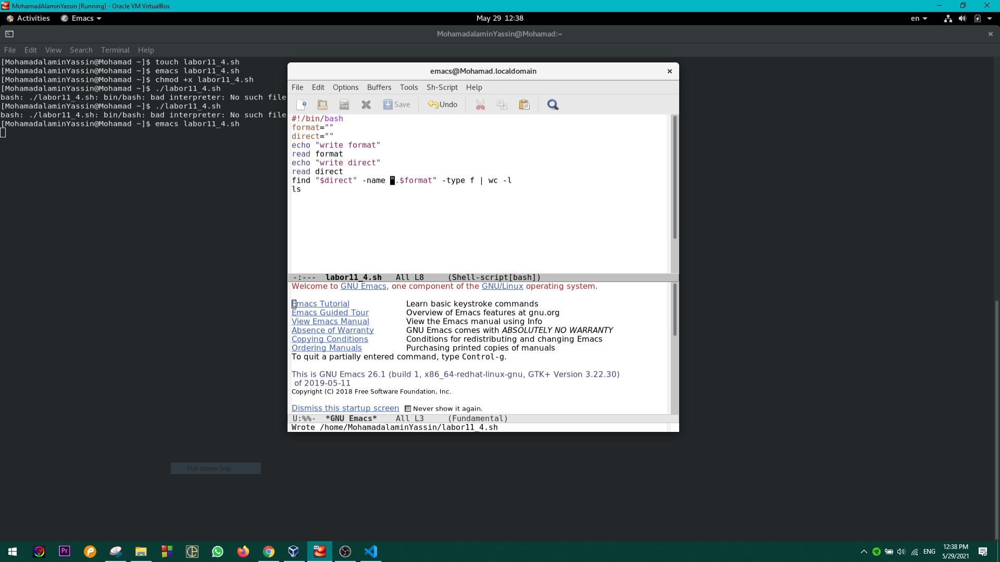 MohamadAlaminYassin [Running] - Oracle VM VirtualBox
Activities Emacs May 29 12:38 en
MohamadalaminYassin@Mohamad:~
File Edit View Search Terminal Help
[MohamadalaminYassin@Mohamad ~]$ touch labor11_4.sh
[MohamadalaminYassin@Mohamad ~]$ emacs labor11_4.sh
[MohamadalaminYassin@Mohamad ~]$ chmod +x labor11_4.sh
[MohamadalaminYassin@Mohamad ~]$ ./labor11_4.sh
bash: ./labor11_4.sh: bin/bash: bad interpreter: No such file
[MohamadalaminYassin@Mohamad ~]$ ./labor11_4.sh
bash: ./labor11_4.sh: bin/bash: bad interpreter: No such file
[MohamadalaminYassin@Mohamad ~]$ emacs labor11_4.sh
emacs@Mohamad.localdomain
File Edit Options Buffers Tools Sh-Script Help
Save Undo
#!/bin/bash
format=""
direct=""
echo "write format"
read format
echo "write direct"
read direct
find "$direct" -name ".$format" -type f | wc -l
ls
-:--- labor11_4.sh All L8 (Shell-script[bash])
Welcome to GNU Emacs, one component of the GNU/Linux operating system.
Emacs Tutorial Learn basic keystroke commands
Emacs Guided Tour Overview of Emacs features at gnu.org
View Emacs Manual View the Emacs manual using Info
Absence of Warranty GNU Emacs comes with ABSOLUTELY NO WARRANTY
Copying Conditions Conditions for redistributing and changing Emacs
Ordering Manuals Purchasing printed copies of manuals
To quit a partially entered command, type Control-g.
This is GNU Emacs 26.1 (build 1, x86_64-redhat-linux-gnu, GTK+ Version 3.22.30)
of 2019-05-11
Copyright (C) 2018 Free Software Foundation, Inc.
Dismiss this startup screen Never show it again.
U:%%- *GNU Emacs* All L3 (Fundamental)
Wrote /home/MohamadalaminYassin/labor11_4.sh
Full-screen Snip
Pr
ENG
12:38 PM
5/29/2021